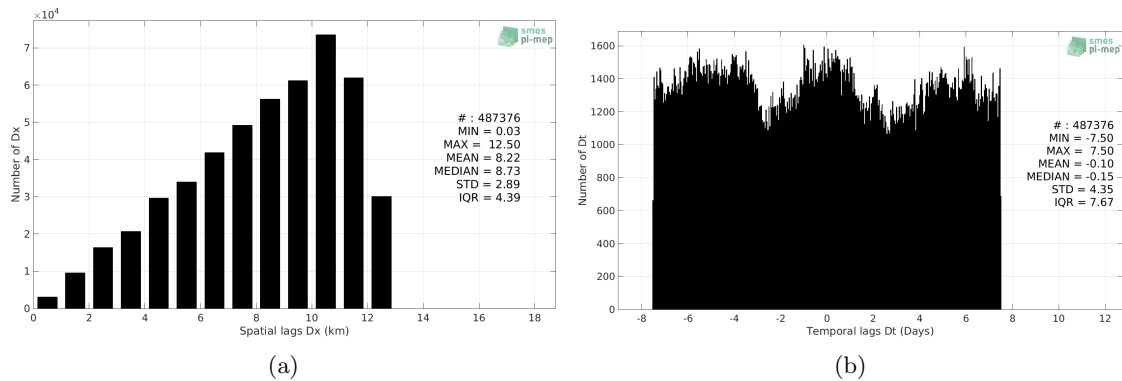 ×10⁴
7
6
5
4
3
2
1
0
Number of Dx
0 2 4 6 8 10 12 14 16 18
Spatial lags Dx (km)
smos
pi-mep
# : 487376
MIN = 0.03
MAX = 12.50
MEAN = 8.22
MEDIAN = 8.73
STD = 2.89
IQR = 4.39
(a)
1600
1400
1200
1000
800
600
400
200
0
Number of Dt
-8 -6 -4 -2 0 2 4 6 8 10 12
Temporal lags Dt (Days)
smos
pi-mep
# : 487376
MIN = -7.50
MAX = 7.50
MEAN = -0.10
MEDIAN = -0.15
STD = 4.35
IQR = 7.67
(b)